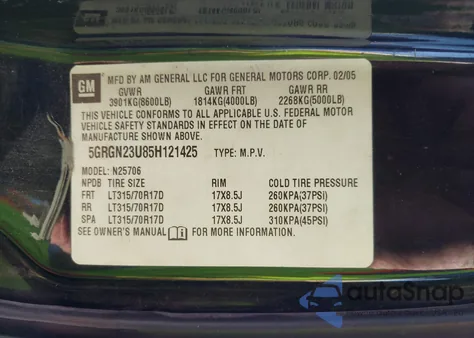 GM
MFD BY AM GENERAL LLC FOR GENERAL MOTORS CORP. 02/05
GVWR GAWR FRT GAWR RR
3901KG(8600LB) 1814KG(4000LB) 2268KG(5000LB)
THIS VEHICLE CONFORMS TO ALL APPLICABLE U.S. FEDERAL MOTOR
VEHICLE SAFETY STANDARDS IN EFFECT ON THE DATE OF
MANUFACTURE SHOWN ABOVE.
5GRGN23U85H121425 TYPE: M.P.V.
MODEL: N25706
NPDB TIRE SIZE RIM COLD TIRE PRESSURE
FRT LT315/70R17D 17X8.5J 260KPA(37PSI)
RR LT315/70R17D 17X8.5J 260KPA(37PSI)
SPA LT315/70R17D 17X8.5J 310KPA(45PSI)
SEE OWNER'S MANUAL FOR MORE INFORMATION.
autoSnap